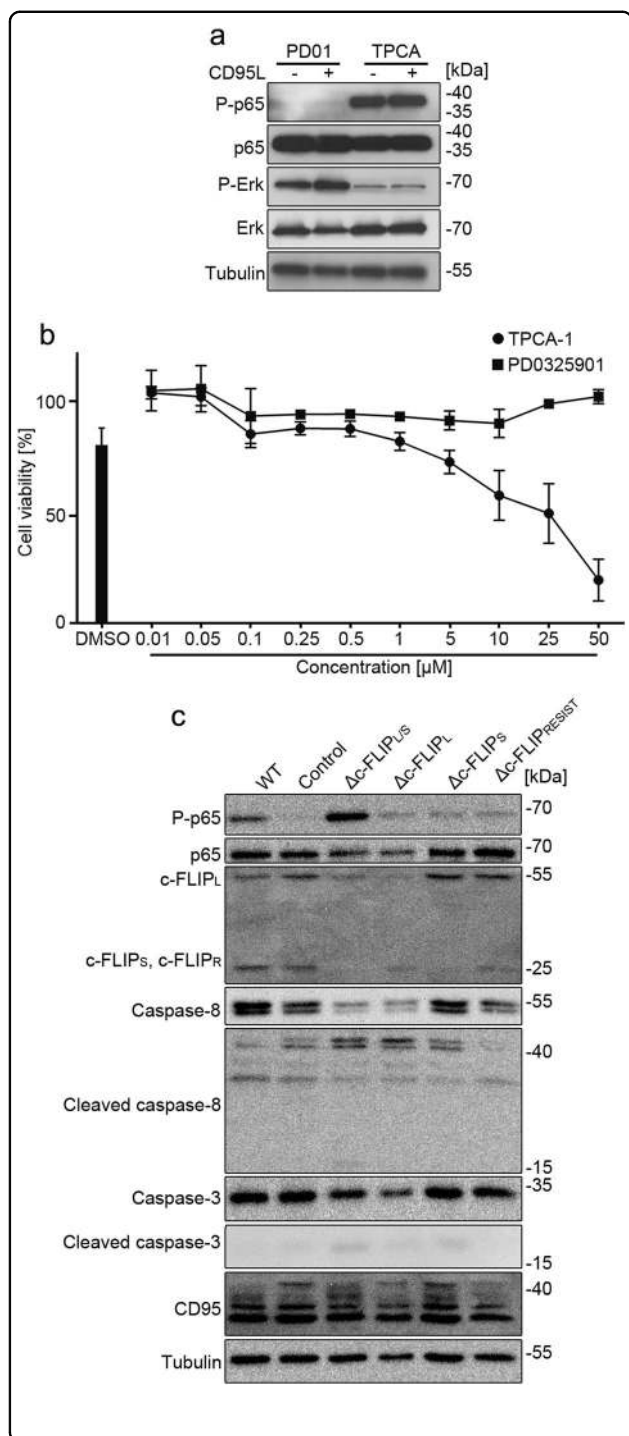 a
PD01 TPCA
CD95L - + - + [kDa]
P-p65 -40
-35
p65 -40
-35
P-Erk -70
Erk -70
Tubulin -55
b
TPCA-1
PD0325901
Cell viability [%]
100
50
0
DMSO 0.01 0.05 0.1 0.25 0.5 1 5 10 25 50
Concentration [µM]
c
WT Control Δc-FLIPL/S Δc-FLIPL Δc-FLIPS Δc-FLIPRESIST
[kDa]
P-p65 -70
p65 -70
c-FLIPL -55
c-FLIPS, c-FLIPR -25
Caspase-8 -55
-40
Cleaved caspase-8
-15
Caspase-3 -35
Cleaved caspase-3 -15
CD95 -40
Tubulin -55